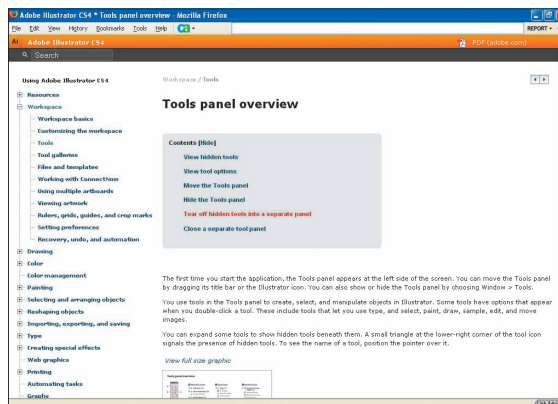 Adobe Illustrator CS4 * Tools panel overview - Mozilla Firefox
File Edit View History Bookmarks Tools Help
REPORT
Ai Adobe Illustrator CS4
PDF (adobe.com)
Search
Using Adobe Illustrator CS4
Resources
Workspace
Workspace basics
Customizing the workspace
Tools
Tool galleries
Files and templates
Working with ConnectNow
Using multiple artboards
Viewing artwork
Rulers, grids, guides, and crop marks
Setting preferences
Recovery, undo, and automation
Drawing
Color
Color management
Painting
Selecting and arranging objects
Reshaping objects
Importing, exporting, and saving
Type
Creating special effects
Web graphics
Printing
Automating tasks
Graphs
Workspace / Tools
Tools panel overview
Contents [Hide]
View hidden tools
View tool options
Move the Tools panel
Hide the Tools panel
Tear off hidden tools into a separate panel
Close a separate tool panel
The first time you start the application, the Tools panel appears at the left side of the screen. You can move the Tools panel
by dragging its title bar or the Illustrator icon. You can also show or hide the Tools panel by choosing Window > Tools.
You use tools in the Tools panel to create, select, and manipulate objects in Illustrator. Some tools have options that appear
when you double-click a tool. These include tools that let you use type, and select, paint, draw, sample, edit, and move
images.
You can expand some tools to show hidden tools beneath them. A small triangle at the lower-right corner of the tool icon
signals the presence of hidden tools. To see the name of a tool, position the pointer over it.
View full size graphic
Tools panel overview